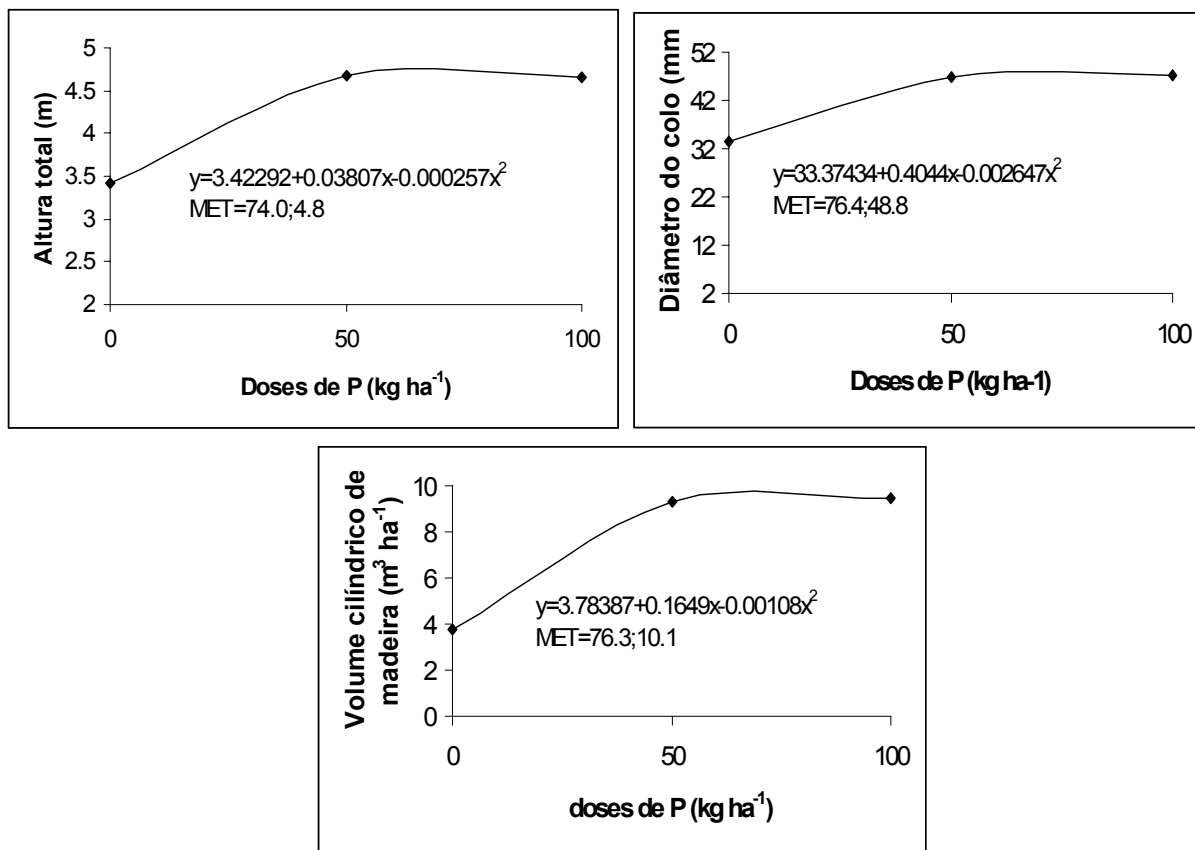 Altura total (m)
5
4.5
4
3.5
3
2.5
2
y=3.42292+0.03807x-0.000257x²
MET=74.0;4.8
0 50 100
Doses de P (kg ha⁻¹)
Diâmetro do colo (mm
52
42
32
22
12
2
y=33.37434+0.4044x-0.002647x²
MET=76.4;48.8
0 50 100
Doses de P (kg ha-1)
Volume cilíndrico de
madeira (m³ ha⁻¹)
10
8
6
4
2
0
y=3.78387+0.1649x-0.00108x²
MET=76.3;10.1
0 50 100
doses de P (kg ha⁻¹)